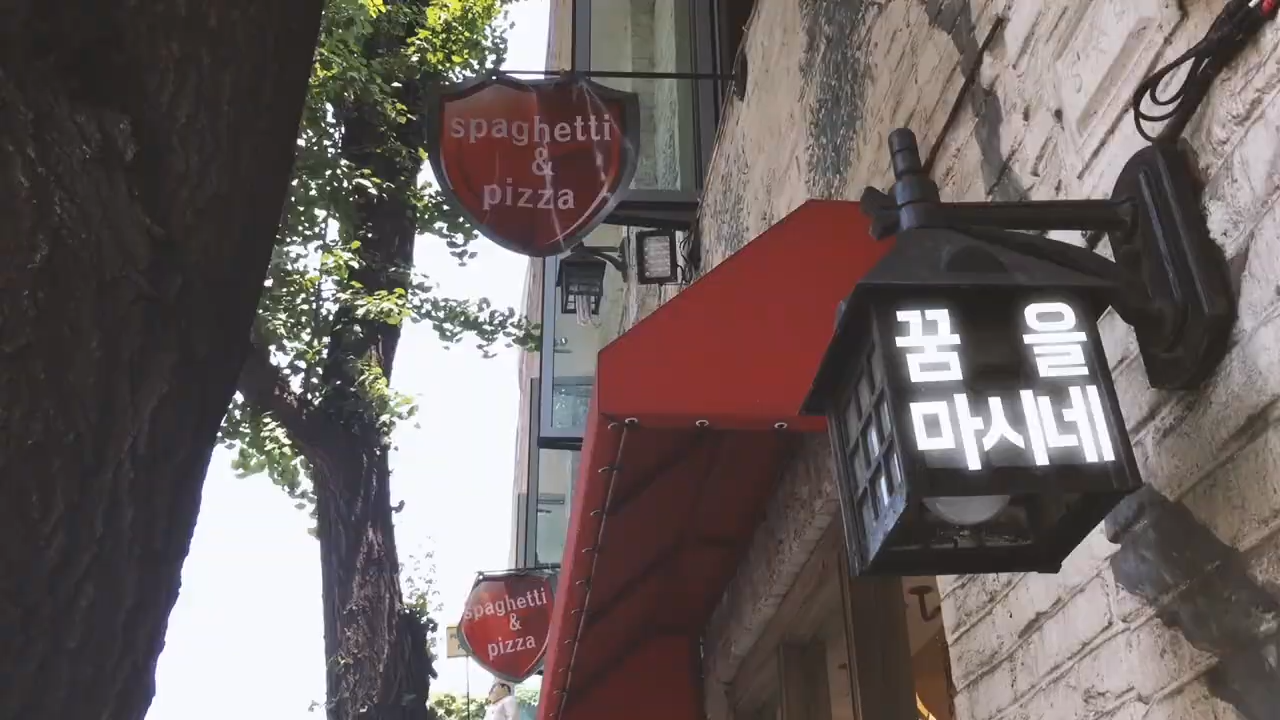 spaghetti
&
pizza
꿈 을
마시네
spaghetti
&
pizza